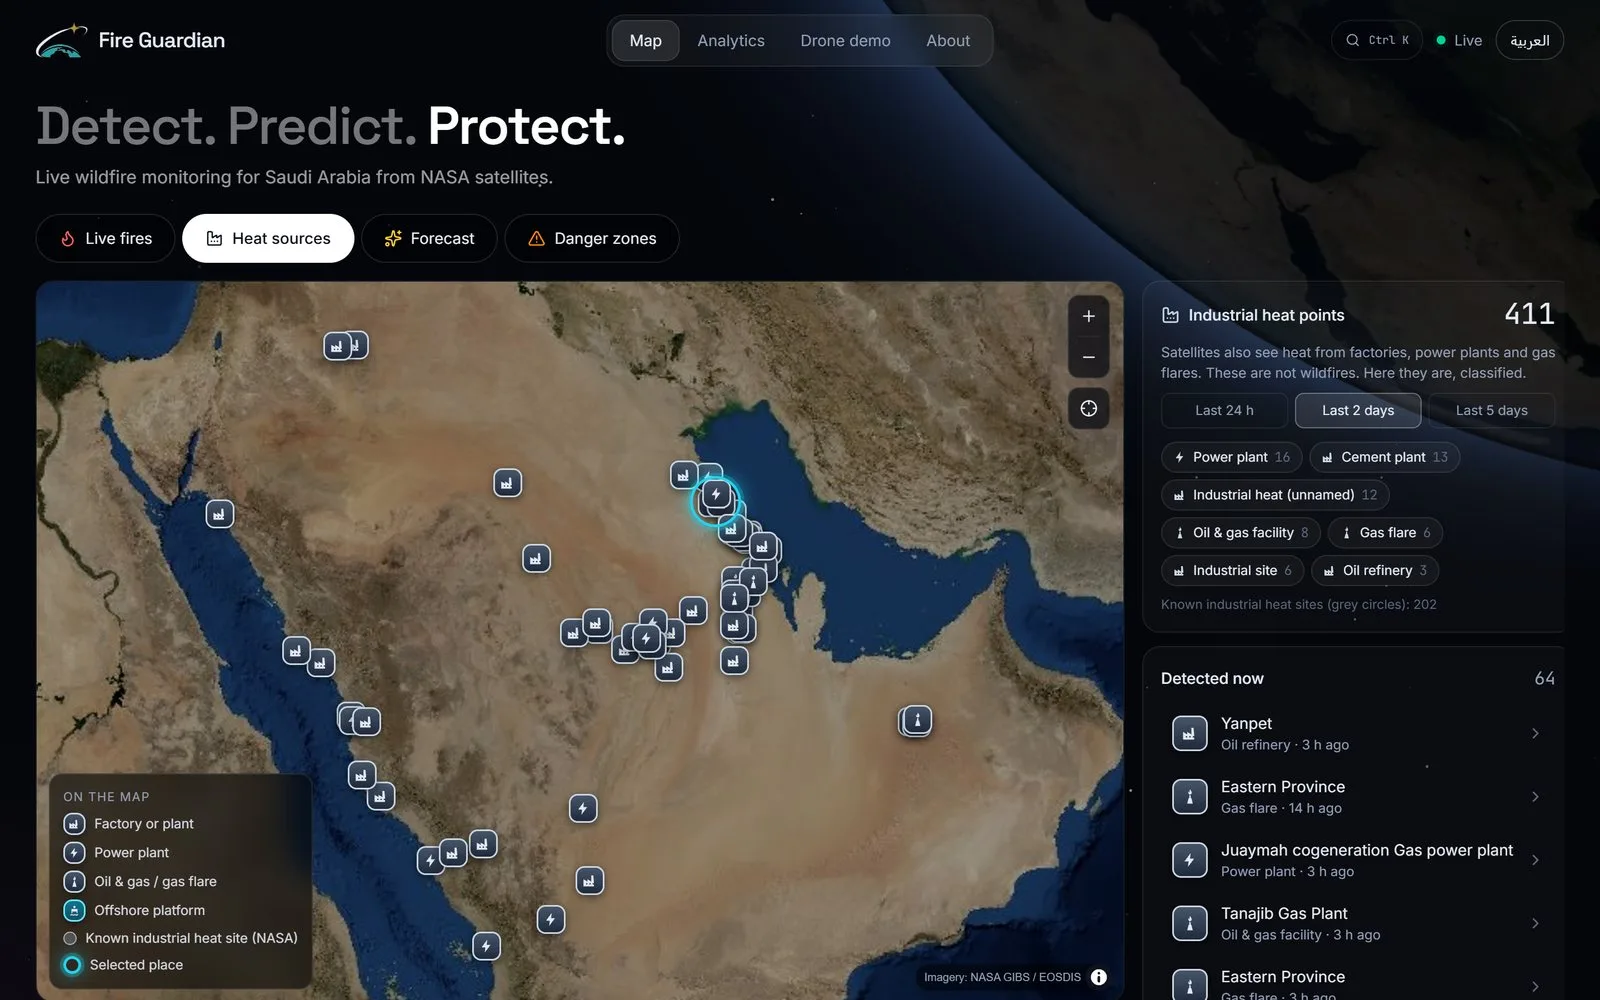 Fire Guardian
Map
Analytics
Drone demo
About
Ctrl K
Live
العربية
Detect. Predict. Protect.
Live wildfire monitoring for Saudi Arabia from NASA satellites.
Live fires
Heat sources
Forecast
Danger zones
Industrial heat points
411
Satellites also see heat from factories, power plants and gas
flares. These are not wildfires. Here they are, classified.
Last 24 h
Last 2 days
Last 5 days
Power plant 16
Cement plant 13
Industrial heat (unnamed) 12
Oil & gas facility 8
Gas flare 6
Industrial site 6
Oil refinery 3
Known industrial heat sites (grey circles): 202
Detected now
64
Yanpet
Oil refinery · 3 h ago
Eastern Province
Gas flare · 14 h ago
Juaymah cogeneration Gas power plant
Power plant · 3 h ago
Tanajib Gas Plant
Oil & gas facility · 3 h ago
Eastern Province
Gas flare · 3 h ago
ON THE MAP
Factory or plant
Power plant
Oil & gas / gas flare
Offshore platform
Known industrial heat site (NASA)
Selected place
Imagery: NASA GIBS / EOSDIS